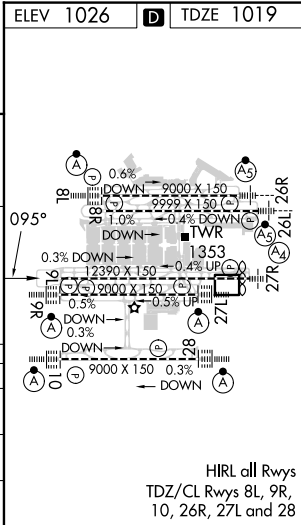 ELEV 1026 D TDZE 1019
A
P
0.6%
DOWN
9000 X 150
A5
8L
26R
9999 X 150
P
8R
1.0%
0.4% DOWN
26L
095°
DOWN
TWR
1353
A5
A4
0.3% DOWN
0.4% UP
P
27R
9L
12390 X 150
P
P
9000 X 150
P
9R
0.5%
0.5% UP
27L
A
DOWN
A
0.3%
DOWN
P
28
9000 X 150
0.3%
10
P
DOWN
A
A
HIRL all Rwys
TDZ/CL Rwys 8L, 9R,
10, 26R, 27L and 28